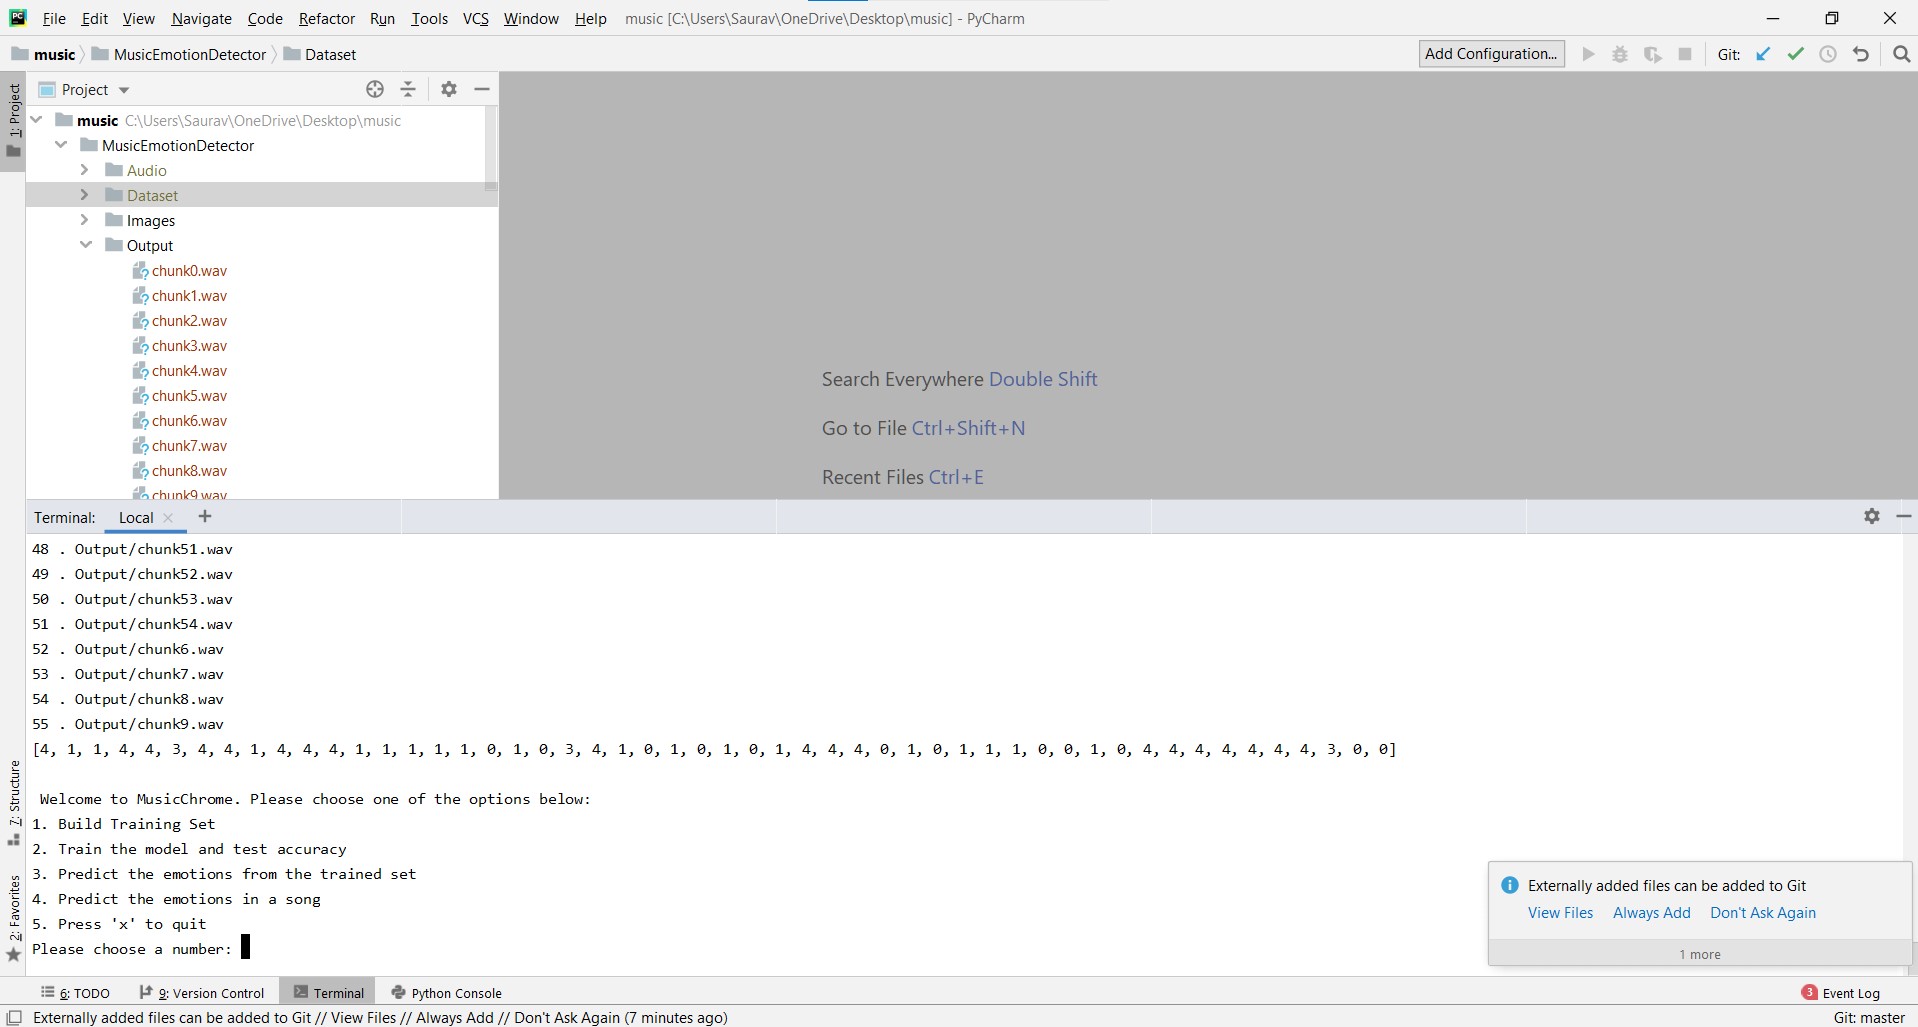 PC File Edit View Navigate Code Refactor Run Tools VCS Window Help music [C:\Users\Saurav\OneDrive\Desktop\music] - PyCharm
music MusicEmotionDetector Dataset Add Configuration... Git:
1: Project
Project
music C:\Users\Saurav\OneDrive\Desktop\music
MusicEmotionDetector
Audio
Dataset
Images
Output
chunk0.wav
chunk1.wav
chunk2.wav
chunk3.wav
chunk4.wav
chunk5.wav
chunk6.wav
chunk7.wav
chunk8.wav
chunk9.wav
Search Everywhere Double Shift
Go to File Ctrl+Shift+N
Recent Files Ctrl+E
Terminal: Local
48 . Output/chunk51.wav
49 . Output/chunk52.wav
50 . Output/chunk53.wav
51 . Output/chunk54.wav
52 . Output/chunk6.wav
53 . Output/chunk7.wav
54 . Output/chunk8.wav
55 . Output/chunk9.wav
[4, 1, 1, 4, 4, 3, 4, 4, 1, 4, 4, 4, 1, 1, 1, 1, 1, 0, 1, 0, 3, 4, 1, 0, 1, 0, 1, 0, 1, 4, 4, 4, 0, 1, 0, 1, 1, 1, 0, 0, 1, 0, 4, 4, 4, 4, 4, 4, 4, 3, 0, 0]
Welcome to MusicChrome. Please choose one of the options below:
1. Build Training Set
2. Train the model and test accuracy
3. Predict the emotions from the trained set
4. Predict the emotions in a song
5. Press 'x' to quit
Please choose a number:
7: Structure
2: Favorites
Externally added files can be added to Git
View Files Always Add Don't Ask Again
1 more
6: TODO 9: Version Control Terminal Python Console 3 Event Log
Externally added files can be added to Git // View Files // Always Add // Don't Ask Again (7 minutes ago) Git: master